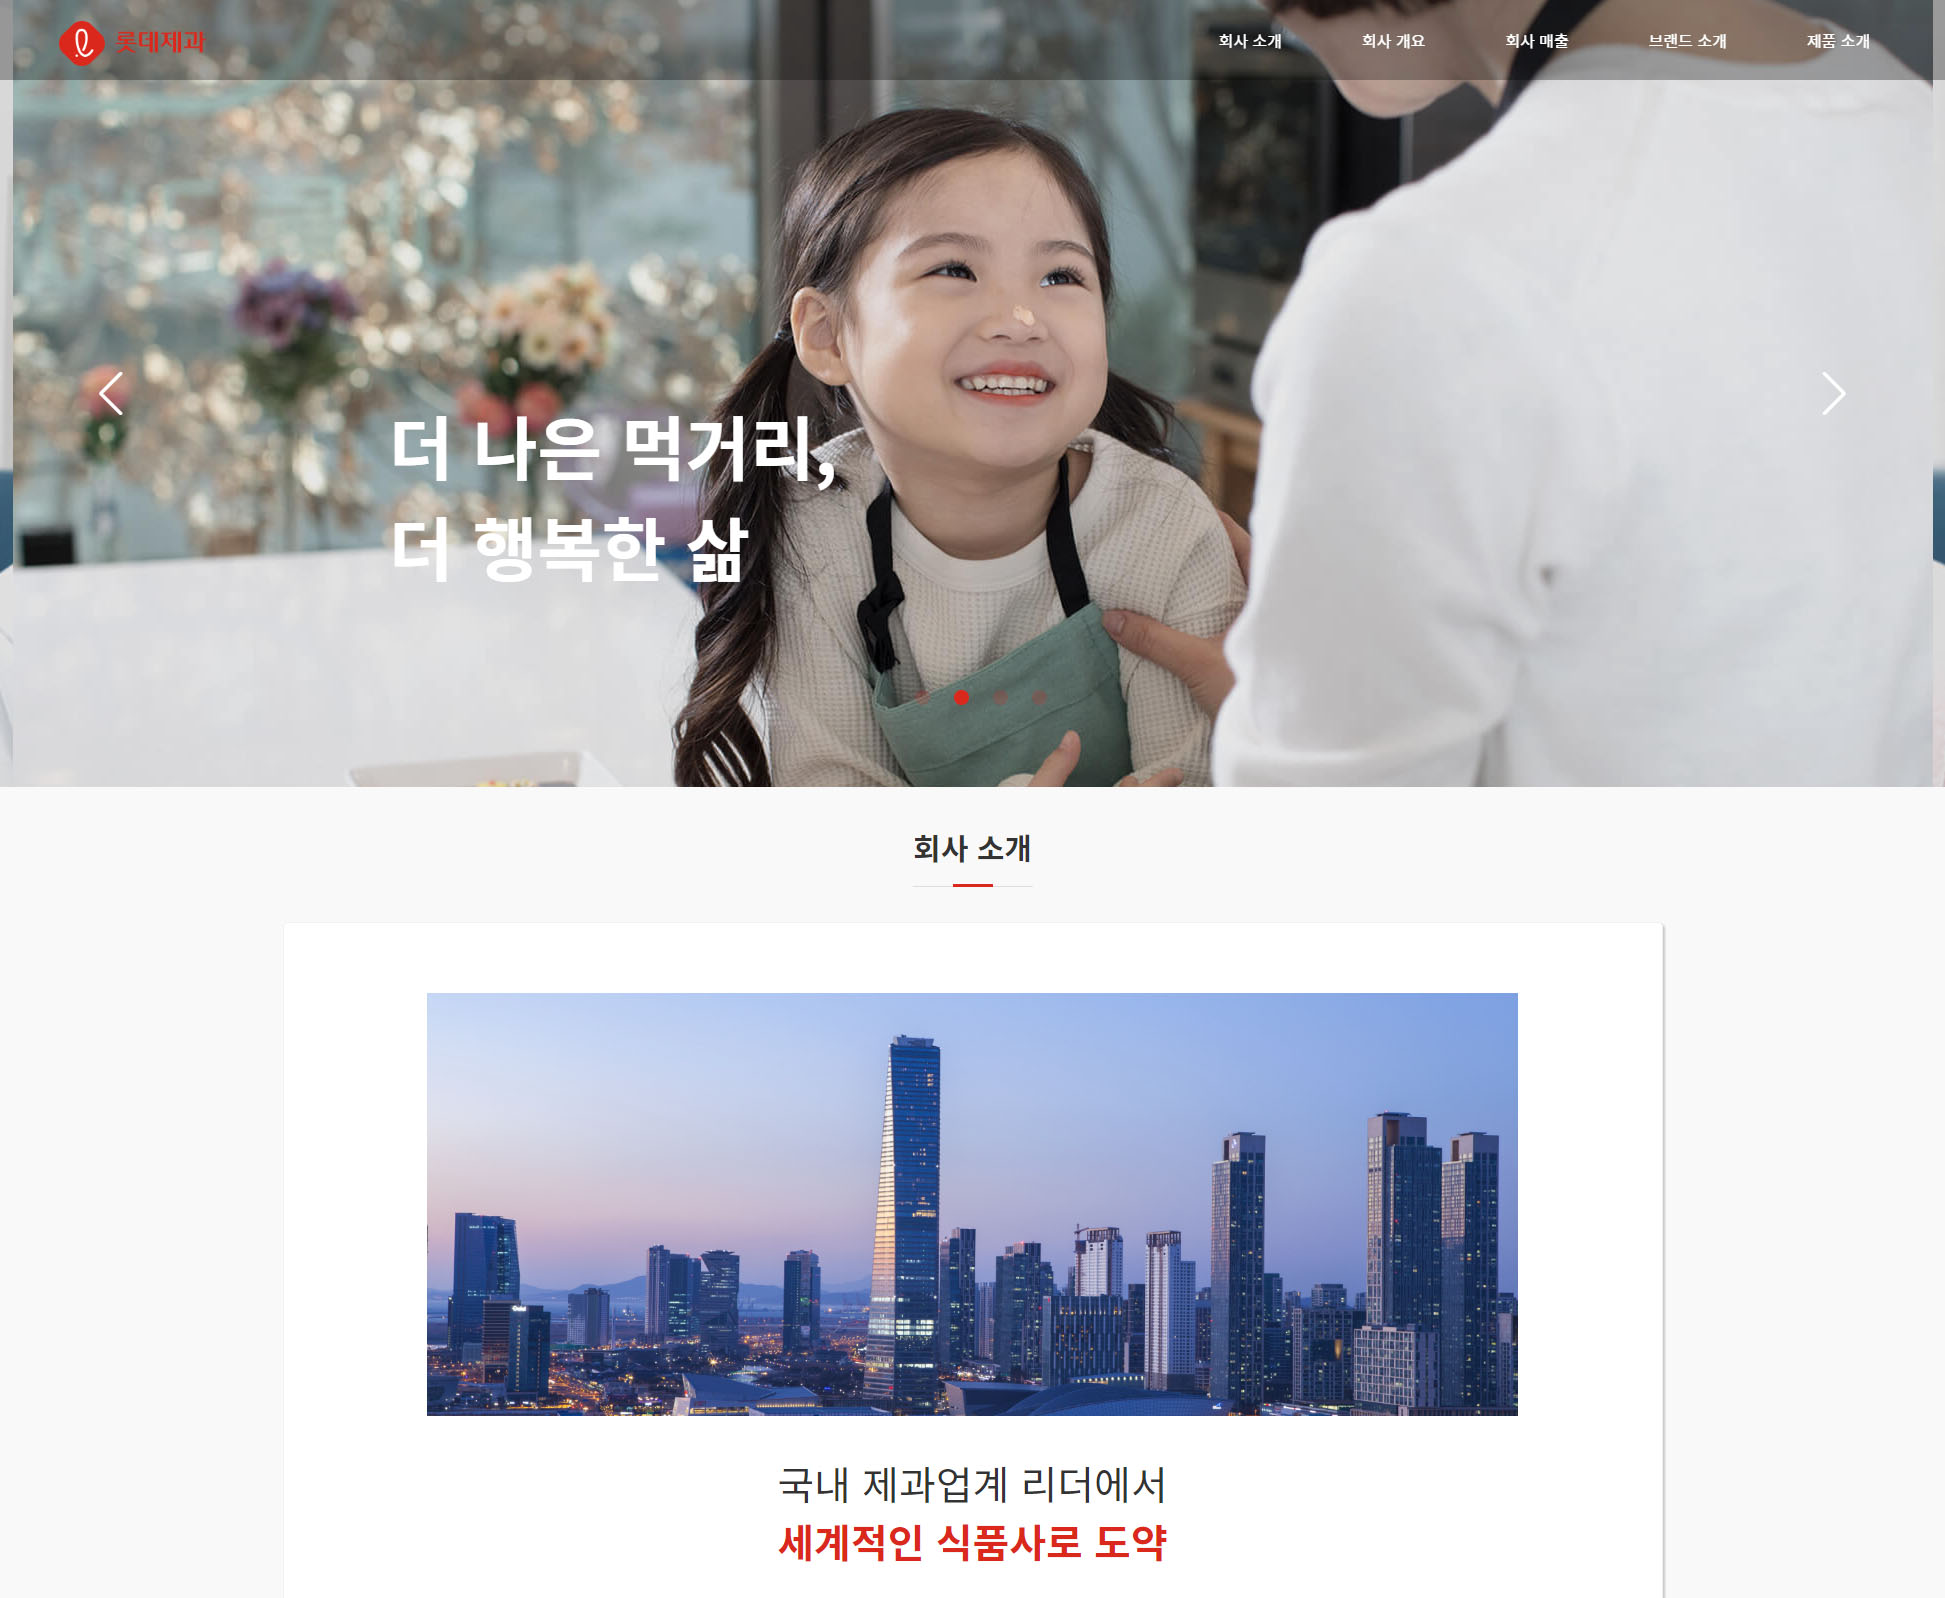 롯데제과
회사 소개
회사 개요
회사 매출
브랜드 소개
제품 소개
더 나은 먹거리,
더 행복한 삶
회사 소개
국내 제과업계 리더에서
세계적인 식품사로 도약